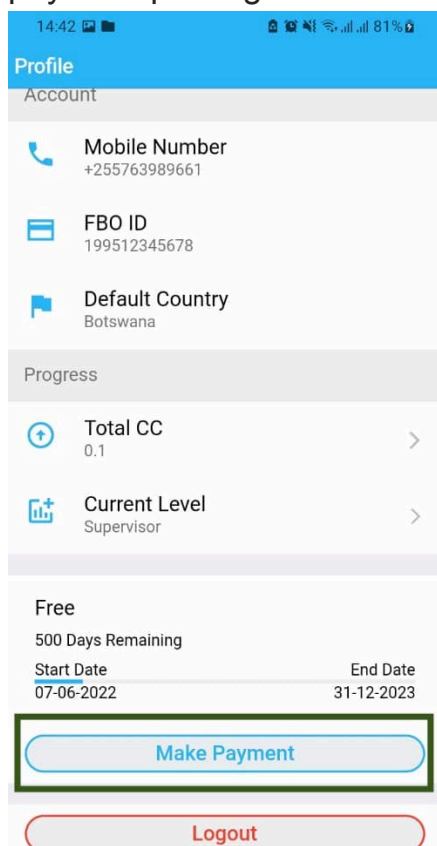 14:42 81%
Profile
Account
Mobile Number
+255763989661
FBO ID
199512345678
Default Country
Botswana
Progress
Total CC
0.1
Current Level
Supervisor
Free
500 Days Remaining
Start Date End Date
07-06-2022 31-12-2023
Make Payment
Logout